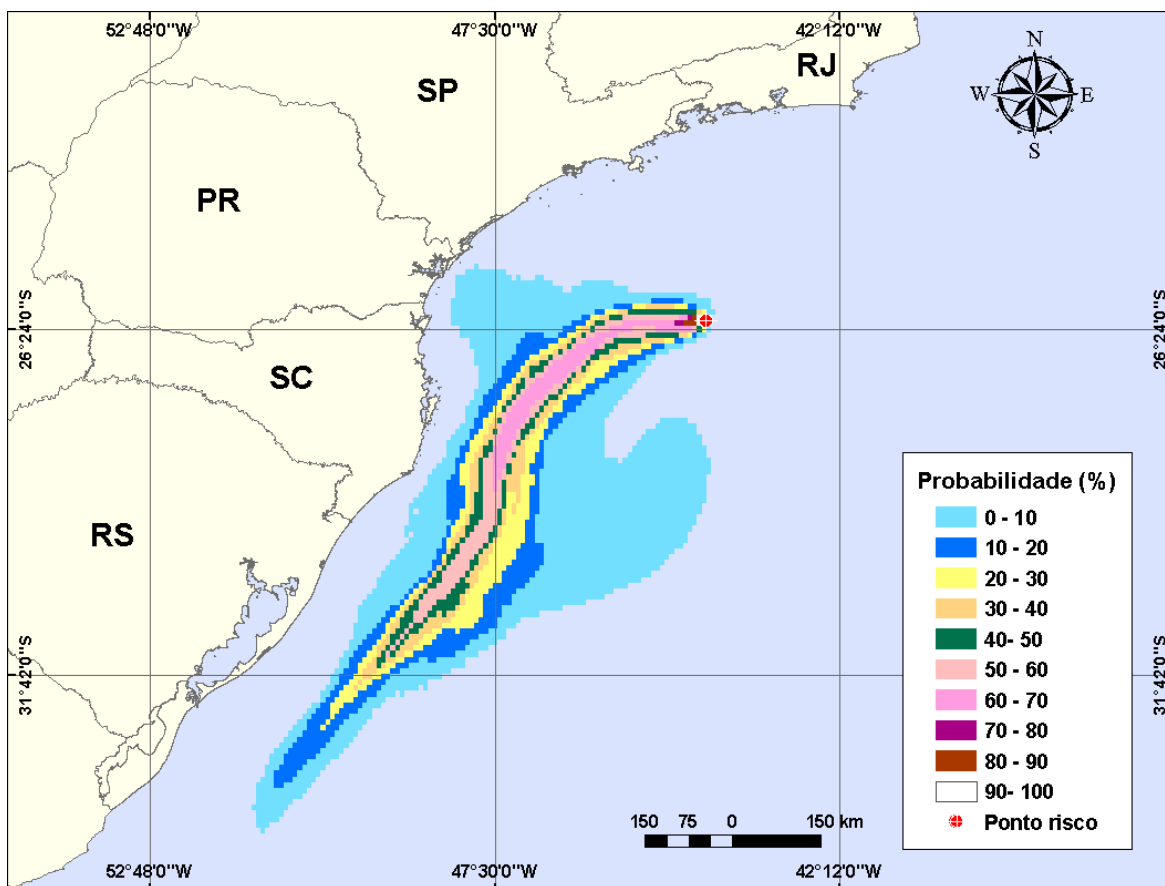 52°48'0"W
47°30'0"W
42°12'0"W
RJ
N
SP
W
E
S
PR
26°24'0"S
26°24'0"S
SC
Probabilidade (%)
0 - 10
RS
10 - 20
20 - 30
30 - 40
40- 50
50 - 60
31°42'0"S
31°42'0"S
60 - 70
70 - 80
80 - 90
90- 100
150 75 0 150 km
Ponto risco
52°48'0"W
47°30'0"W
42°12'0"W